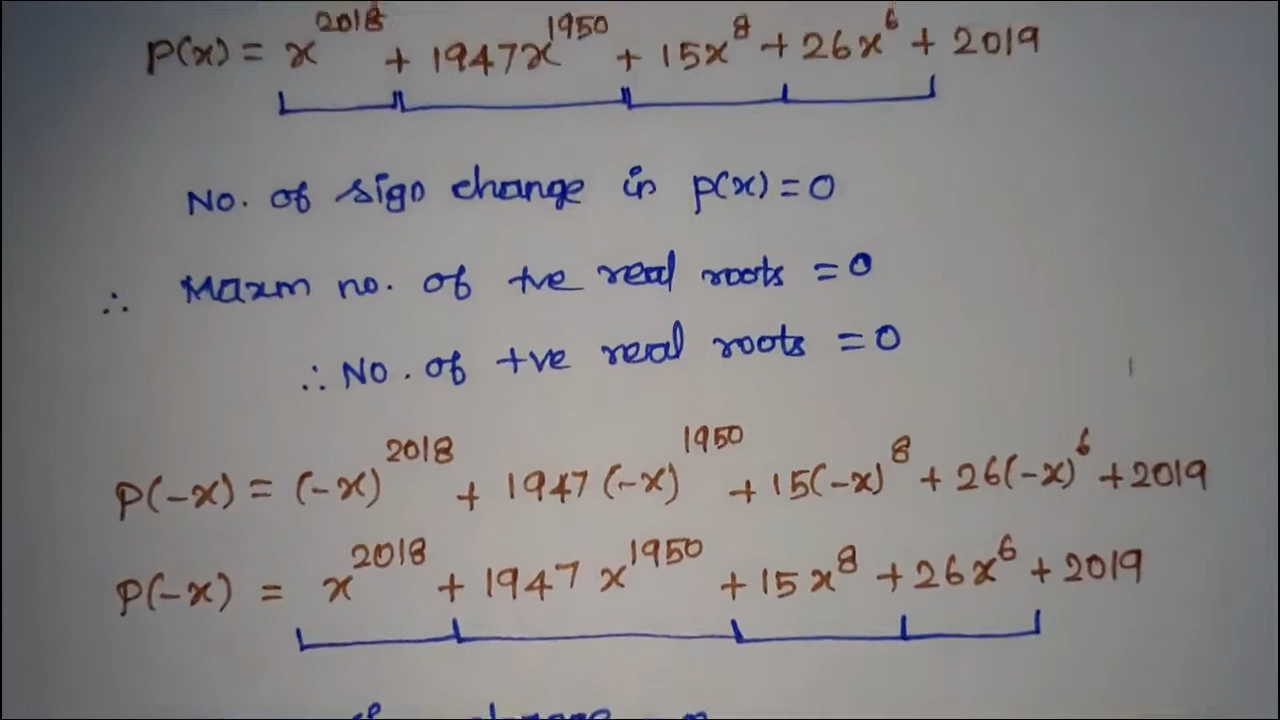 P(x) = x^2018 + 1947x^1950 + 15x^8 + 26x^6 + 2019
No. of sign change in p(x) = 0
∴ Maxm no. of +ve real roots = 0
∴ No. of +ve real roots = 0
P(-x) = (-x)^2018 + 1947(-x)^1950 + 15(-x)^8 + 26(-x)^6 + 2019
P(-x) = x^2018 + 1947 x^1950 + 15x^8 + 26x^6 + 2019